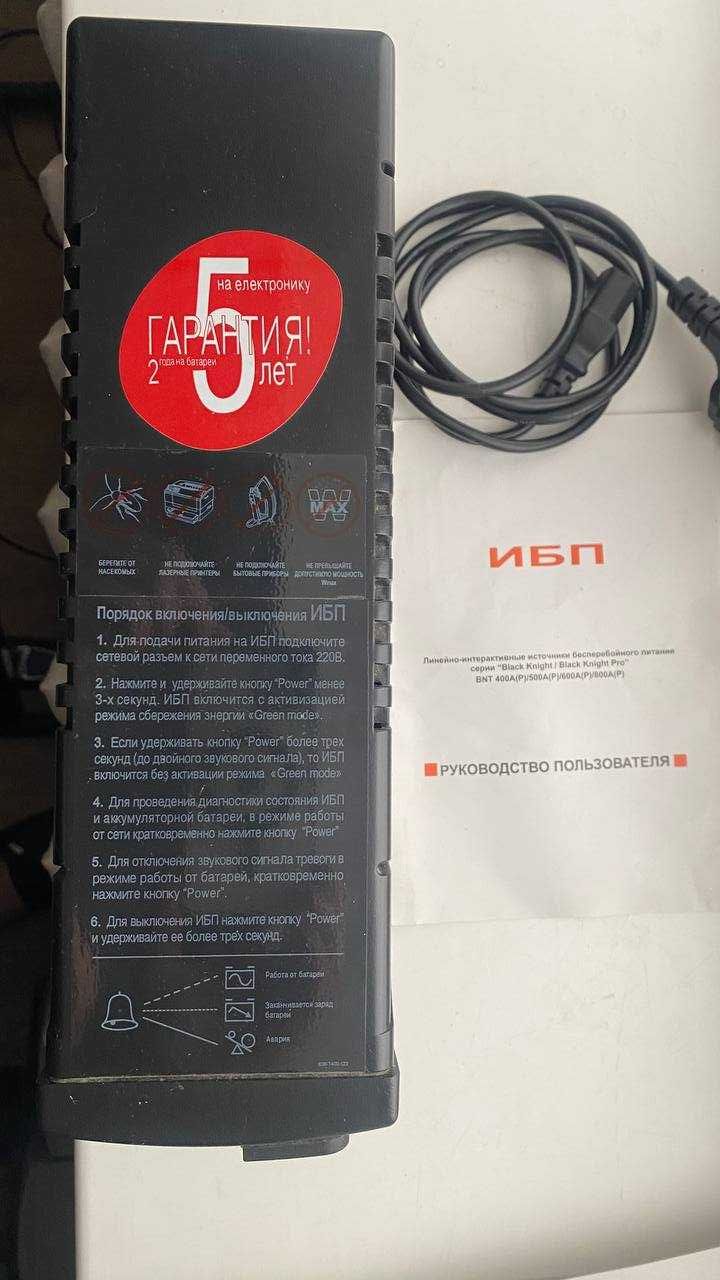 5
на електронику
ГАРАНТИЯ!
2 года на батареи
лет
W
MAX
БЕРЕГИТЕ ОТ
НАСЕКОМЫХ
НЕ ПОДКЛЮЧАЙТЕ
ЛАЗЕРНЫЕ ПРИНТЕРЫ
НЕ ПОДКЛЮЧАЙТЕ
БЫТОВЫЕ ПРИБОРЫ
НЕ ПРЕВЫШАЙТЕ
ДОПУСТИМУЮ МОЩНОСТЬ
Wmax
Порядок включения/выключения ИБП
1. Для подачи питания на ИБП подключите
сетевой разъем к сети переменного тока 220В.
2. Нажмите и удерживайте кнопку "Power" менее
3-х секунд. ИБП включится с активизацией
режима сбережения энергии «Green mode».
3. Если удерживать кнопку "Power" более трех
секунд (до двойного звукового сигнала), то ИБП
включится без активации режима «Green mode»
4. Для проведения диагностики состояния ИБП
и аккумуляторной батареи, в режиме работы
от сети кратковременно нажмите кнопку "Power"
5. Для отключения звукового сигнала тревоги в
режиме работы от батарей, кратковременно
нажмите кнопку "Power".
6. Для выключения ИБП нажмите кнопку "Power"
и удерживайте ее более трех секунд.
Работа от батареи
Заканчивается заряд
батареи
Авария
ИБП
Линейно-интерактивные источники бесперебойного питания
серии "Black Knight / Black Knight Pro"
BNT 400A(P)/500A(P)/600A(P)/800A(P)
РУКОВОДСТВО ПОЛЬЗОВАТЕЛЯ